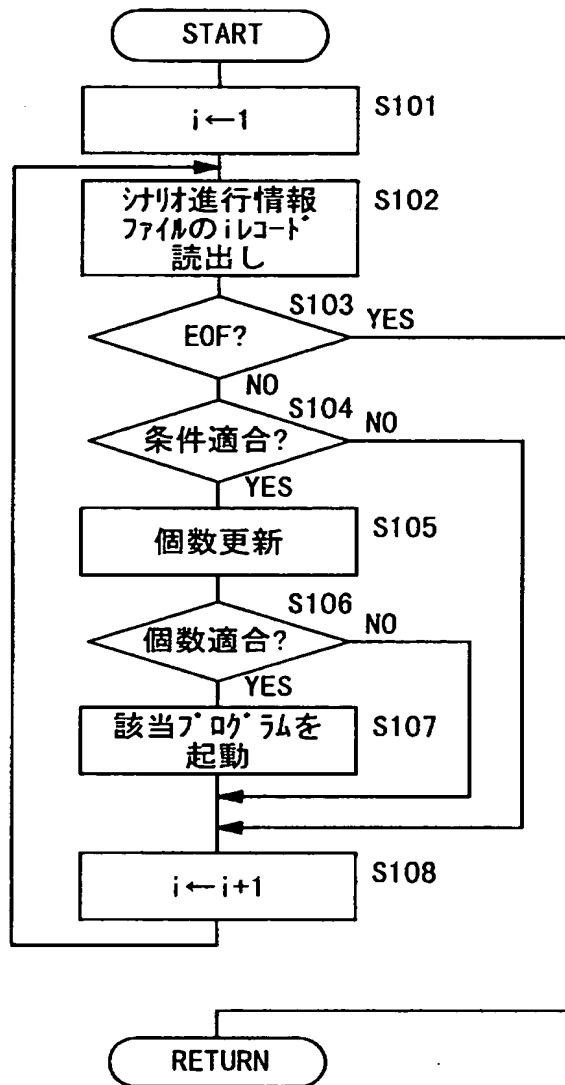 START
i←1
S101
シナリオ進行情報
ファイルのiレコード
読出し
S102
EOF?
S103
YES
NO
条件適合?
S104
NO
YES
個数更新
S105
個数適合?
S106
NO
YES
該当プログラムを
起動
S107
i←i+1
S108
RETURN